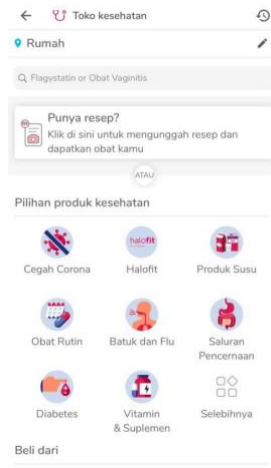 Toko kesehatan
Rumah
Flagystatin or Obat Vaginitis
Punya resep?
Klik di sini untuk mengunggah resep dan
dapatkan obat kamu
ATAU
Pilihan produk kesehatan
halofit
Cegah Corona
Halofit
Produk Susu
Obat Rutin
Batuk dan Flu
Saluran
Pencernaan
Diabetes
Vitamin
& Suplemen
Selebihnya
Beli dari